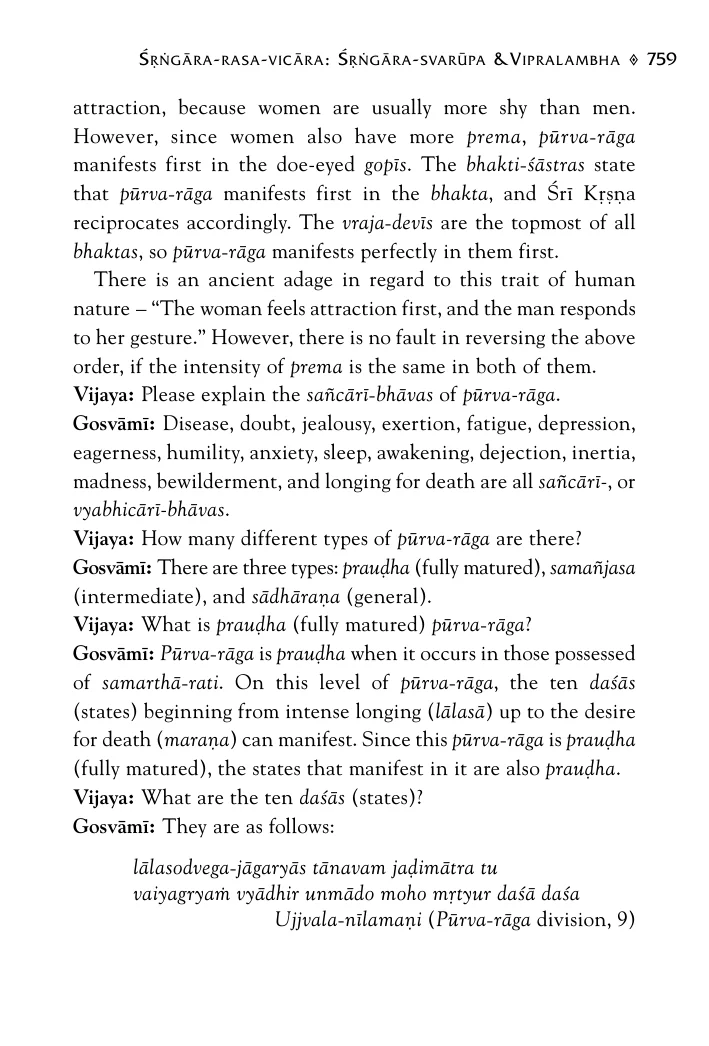 Śṛṅgāra-rasa-vicāra: Śṛṅgāra-svarūpa &Vipralambha ◊ 759
attraction, because women are usually more shy than men.
However, since women also have more prema, pūrva-rāga
manifests first in the doe-eyed gopīs. The bhakti-śāstras state
that pūrva-rāga manifests first in the bhakta, and Śrī Kṛṣṇa
reciprocates accordingly. The vraja-devīs are the topmost of all
bhaktas, so pūrva-rāga manifests perfectly in them first.
There is an ancient adage in regard to this trait of human
nature – “The woman feels attraction first, and the man responds
to her gesture.” However, there is no fault in reversing the above
order, if the intensity of prema is the same in both of them.
Vijaya: Please explain the sañcārī-bhāvas of pūrva-rāga.
Gosvāmī: Disease, doubt, jealousy, exertion, fatigue, depression,
eagerness, humility, anxiety, sleep, awakening, dejection, inertia,
madness, bewilderment, and longing for death are all sañcārī-, or
vyabhicārī-bhāvas.
Vijaya: How many different types of pūrva-rāga are there?
Gosvāmī: There are three types: prauḍha (fully matured), samañjasa
(intermediate), and sādhāraṇa (general).
Vijaya: What is prauḍha (fully matured) pūrva-rāga?
Gosvāmī: Pūrva-rāga is prauḍha when it occurs in those possessed
of samarthā-rati. On this level of pūrva-rāga, the ten daśās
(states) beginning from intense longing (lālasā) up to the desire
for death (maraṇa) can manifest. Since this pūrva-rāga is prauḍha
(fully matured), the states that manifest in it are also prauḍha.
Vijaya: What are the ten daśās (states)?
Gosvāmī: They are as follows:
lālasodvega-jāgaryās tānavam jaḍimātra tu
vaiyagryaṁ vyādhir unmādo moho mṛtyur daśā daśa
Ujjvala-nīlamaṇi (Pūrva-rāga division, 9)